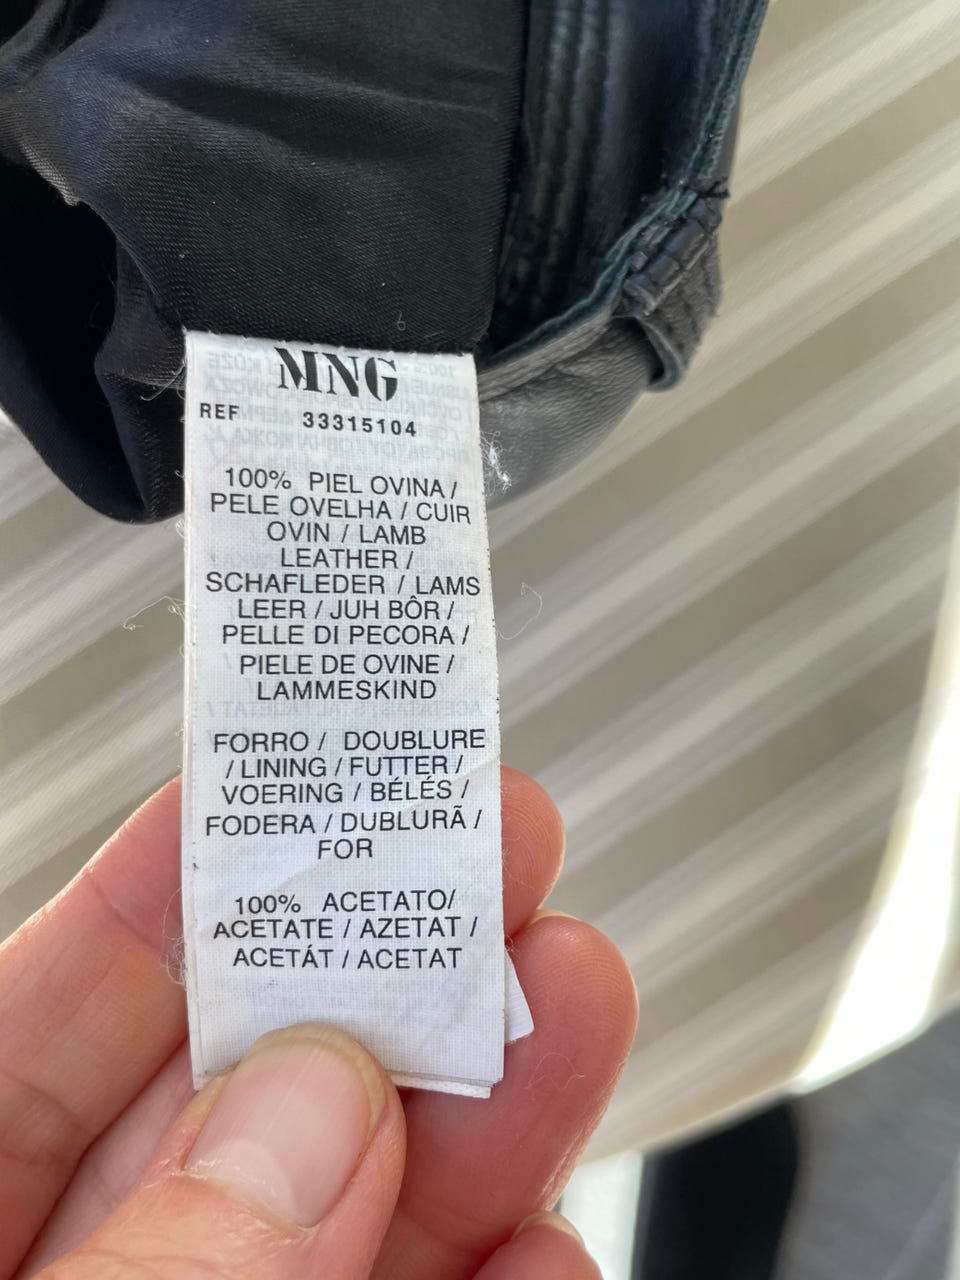 MNG
REF 33315104
100% PIEL OVINA /
PELE OVELHA / CUIR
OVIN / LAMB
LEATHER /
SCHAFLEDER / LAMS
LEER / JUH BÔR /
PELLE DI PECORA /
PIELE DE OVINE /
LAMMESKIND
FORRO / DOUBLURE
/ LINING / FUTTER /
VOERING / BÉLÉS /
FODERA / DUBLURÃ /
FOR
100% ACETATO/
ACETATE / AZETAT /
ACETÁT / ACETAT